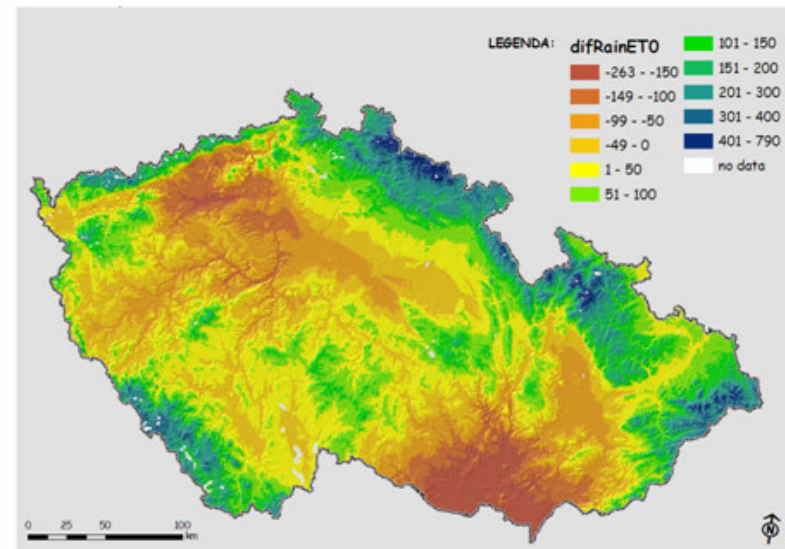 LEGENDA: difRainET0
-263 - -150
-149 - -100
-99 - -50
-49 - 0
1 - 50
51 - 100
101 - 150
151 - 200
201 - 300
301 - 400
401 - 790
no data
0 25 50 100
km